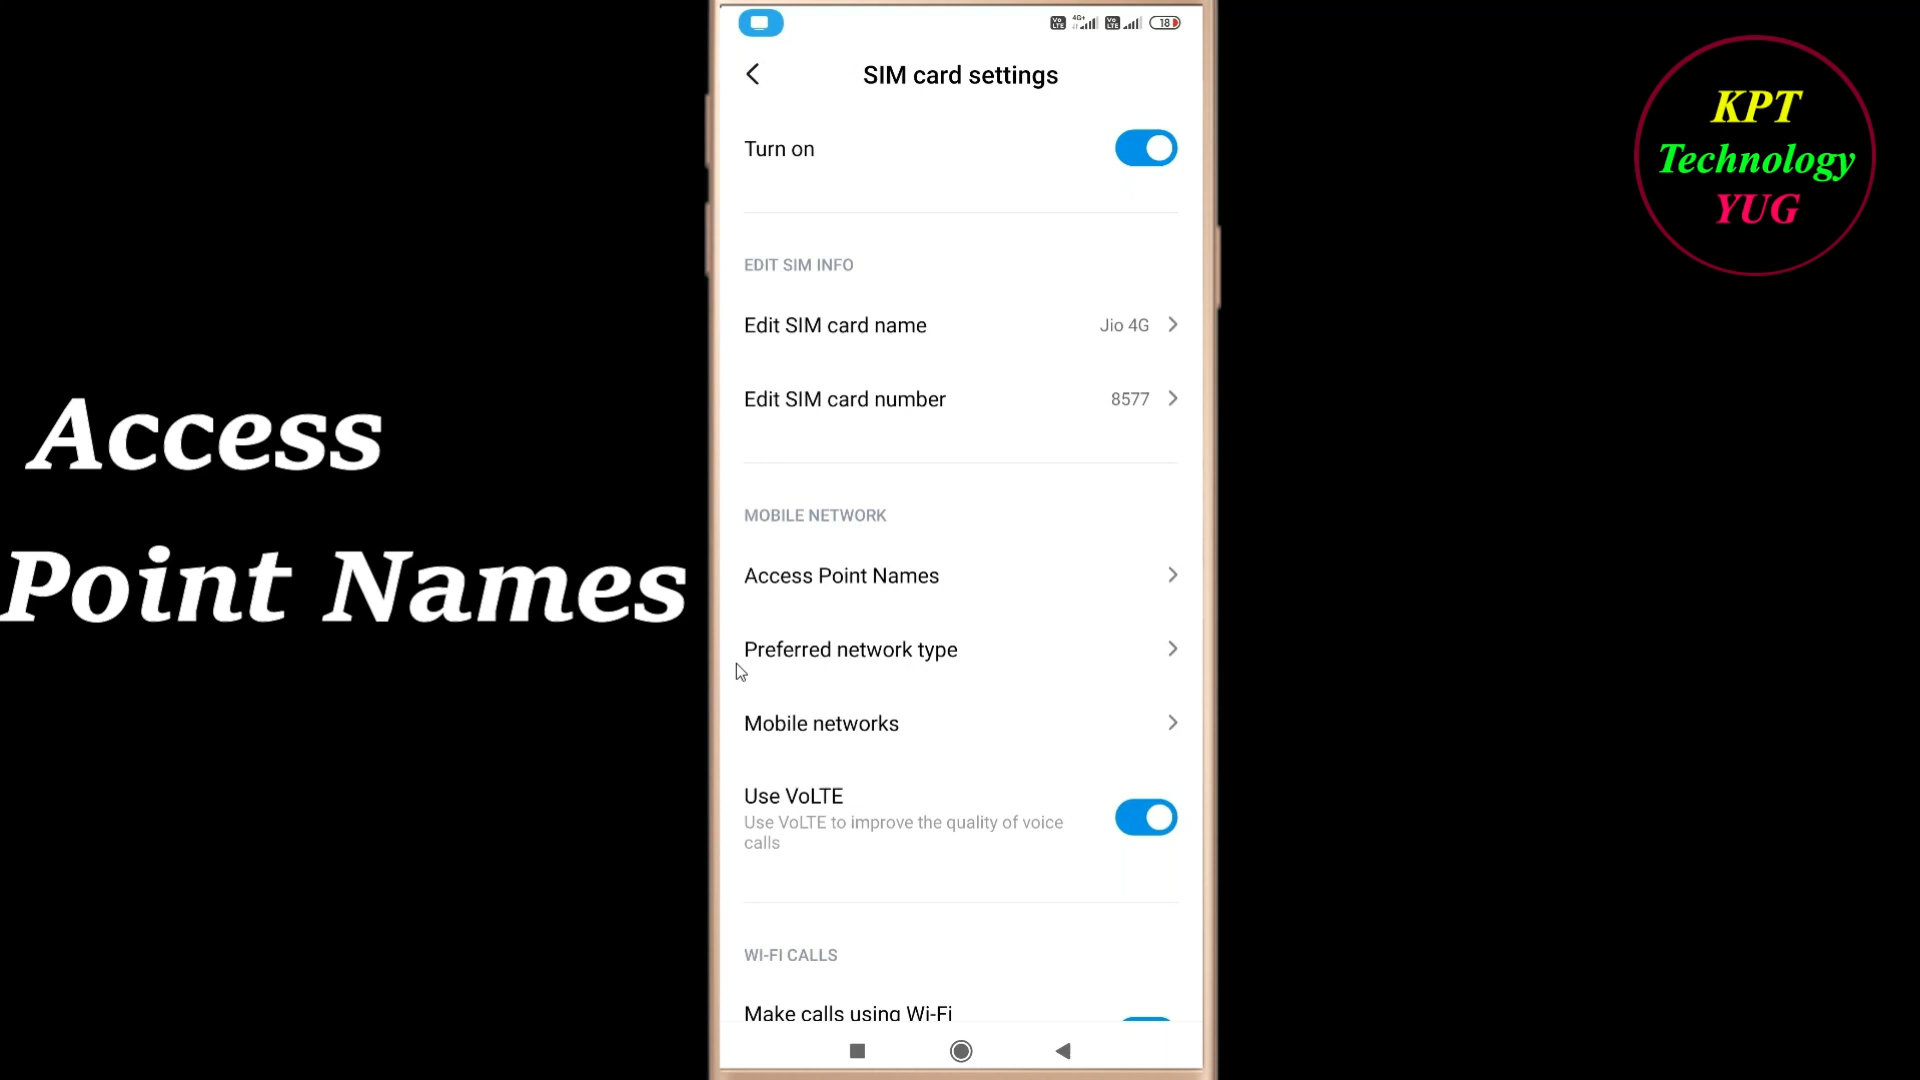 18
SIM card settings
Turn on
EDIT SIM INFO
Edit SIM card name
Jio 4G
Edit SIM card number
8577
MOBILE NETWORK
Access Point Names
Preferred network type
Mobile networks
Use VoLTE
Use VoLTE to improve the quality of voice
calls
WI-FI CALLS
Make calls using Wi-Fi
Access
Point Names
KPT
Technology
YUG